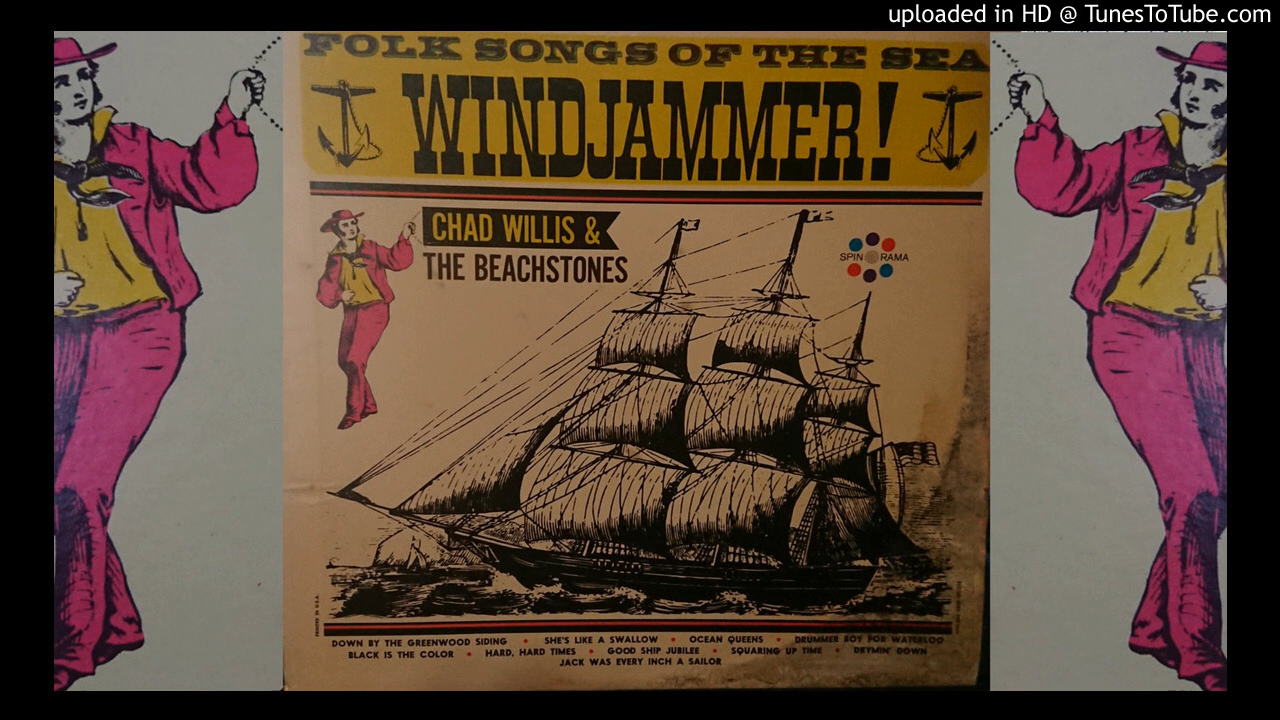 uploaded in HD @ TunesToTube.com
FOLK SONGS OF THE SEA
WINDJAMMER!
CHAD WILLIS &
THE BEACHSTONES
SPIN RAMA
DOWN BY THE GREENWOOD SIDING • SHE'S LIKE A SWALLOW • OCEAN QUEENS • DRUMMER BOY FOR WATERLOO
BLACK IS THE COLOR • HARD, HARD TIMES • GOOD SHIP JUBILEE • SQUARING UP TIME • DRYMIN' DOWN
JACK WAS EVERY INCH A SAILOR
PRINTED IN U.S.A.